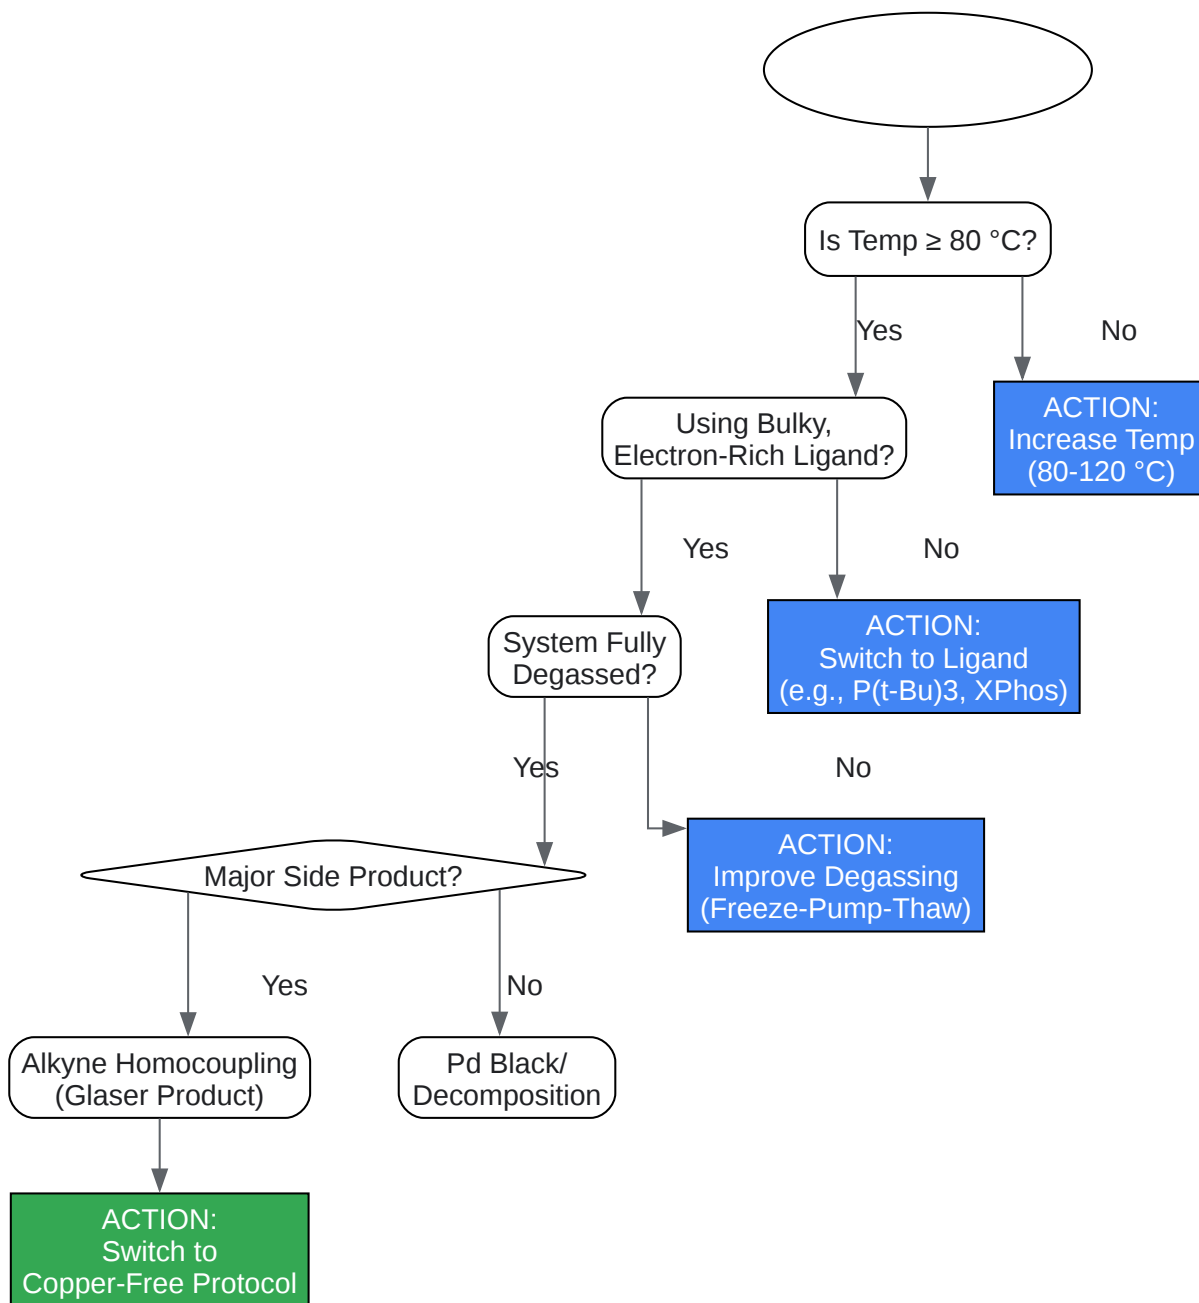 Is Temp ≥ 80 °C?
Yes
No
ACTION:
Increase Temp
(80-120 °C)
Using Bulky,
Electron-Rich Ligand?
Yes
No
ACTION:
Switch to Ligand
(e.g., P(t-Bu)3, XPhos)
System Fully
Degassed?
Yes
No
ACTION:
Improve Degassing
(Freeze-Pump-Thaw)
Major Side Product?
Yes
No
Alkyne Homocoupling
(Glaser Product)
Pd Black/
Decomposition
ACTION:
Switch to
Copper-Free Protocol